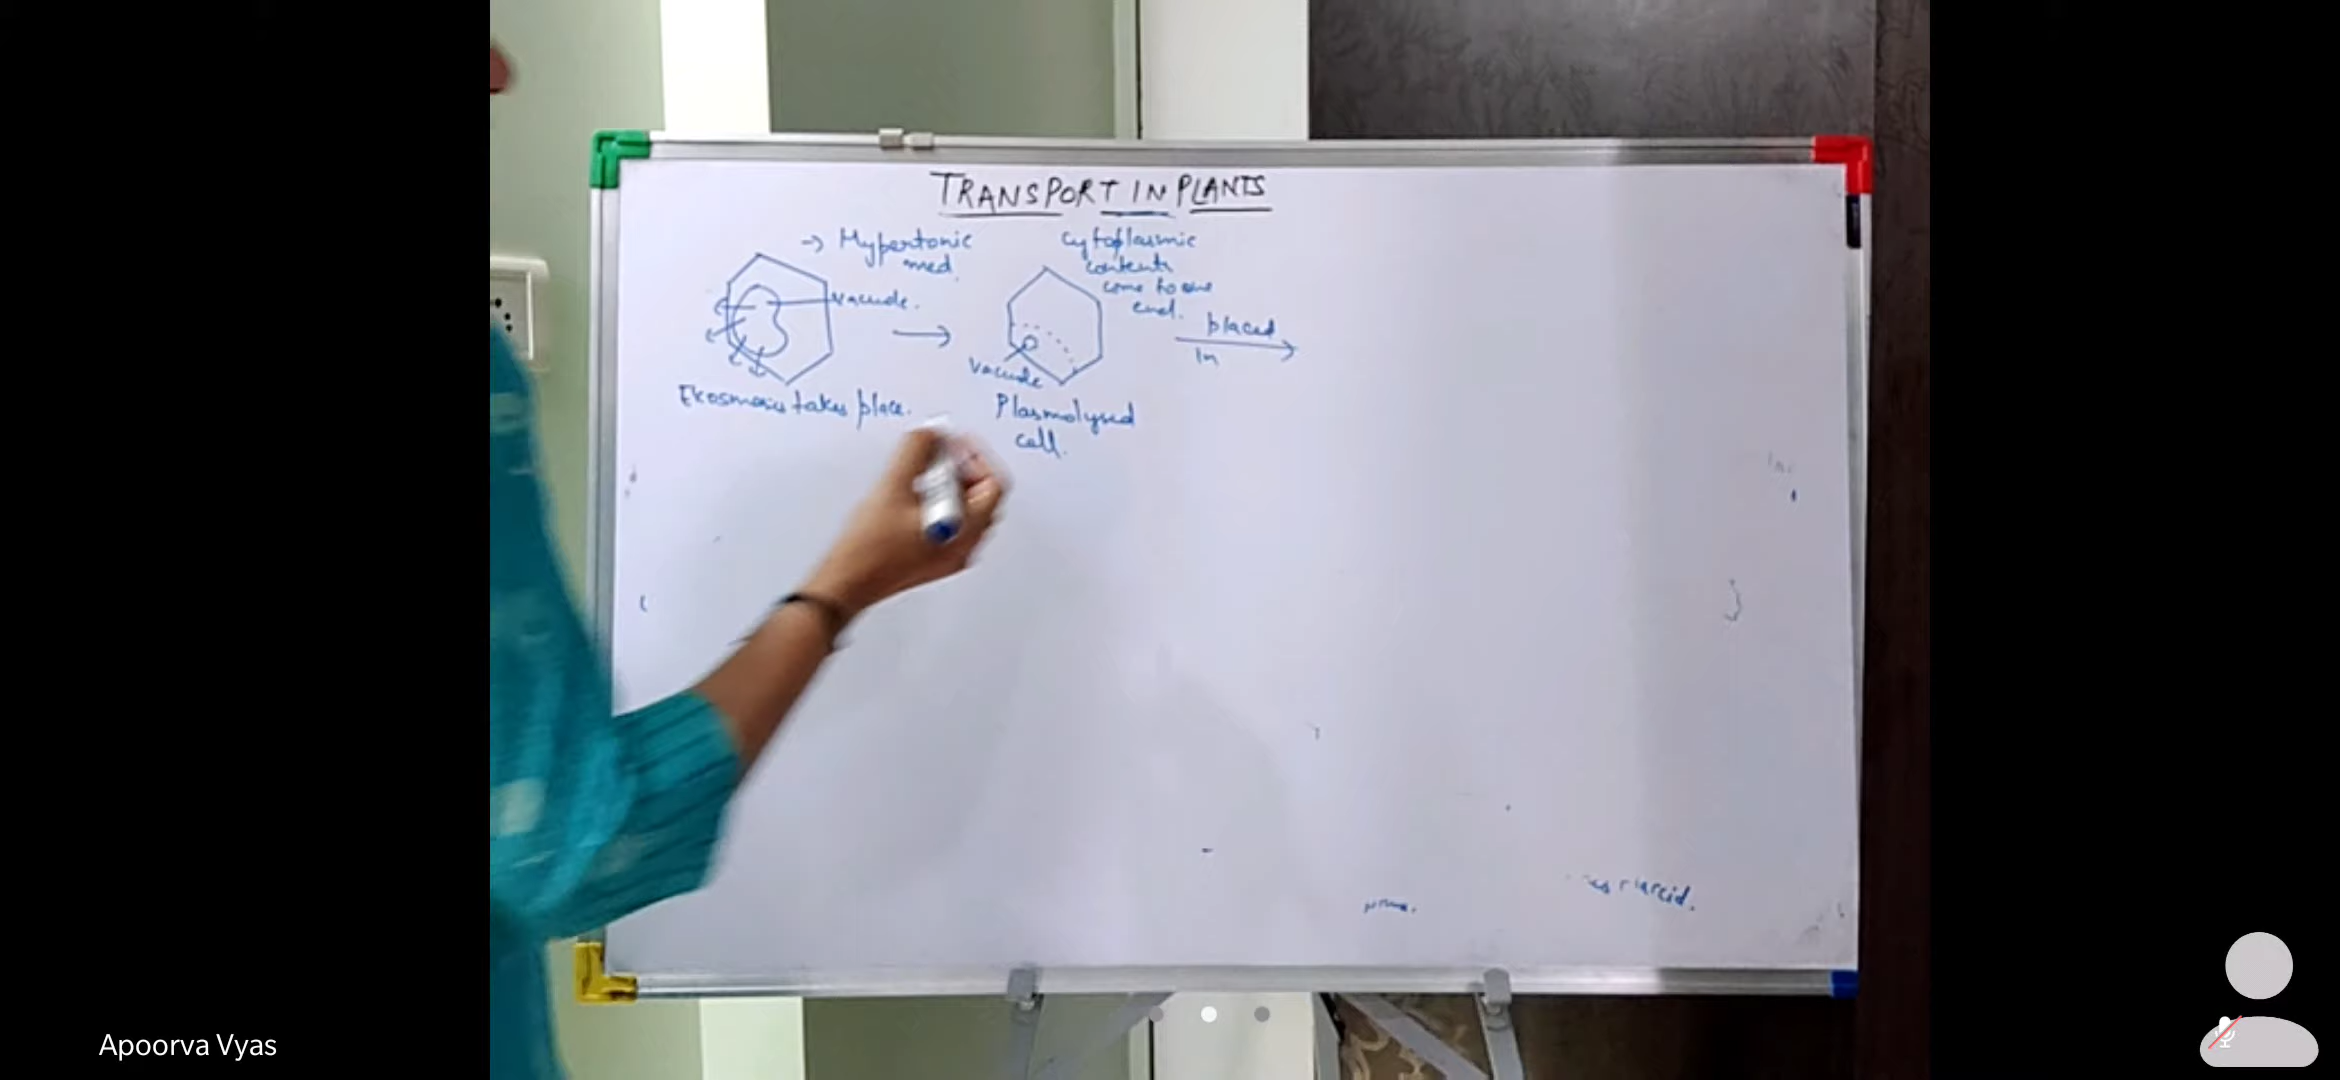 TRANSPORT IN PLANTS
→ Hypertonic
med.
vacuole.
Exosmosis takes place.
Cytoplasmic
contents
come to one
end.
Vacuole
Plasmolysed
cell.
placed
In
Apoorva Vyas